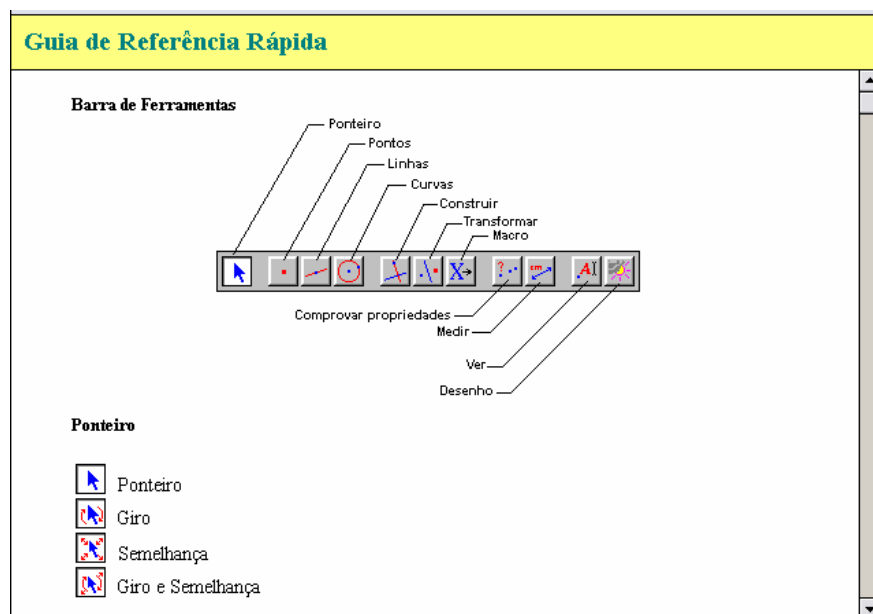 Guia de Referência Rápida
Barra de Ferramentas
Ponteiro
Pontos
Linhas
Curvas
Construir
Transformar
Macro
X
?
cm
A
Comprovar propriedades
Medir
Ver
Desenho
Ponteiro
Ponteiro
Giro
Semelhança
Giro e Semelhança